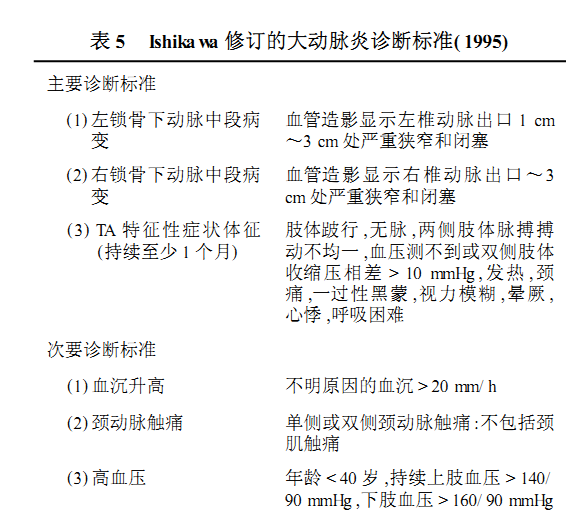 表 5 Ishikawa 修订的大动脉炎诊断标准(1995)
主要诊断标准
(1) 左锁骨下动脉中段病 血管造影显示左椎动脉出口 1 cm
变 ～3 cm 处严重狭窄和闭塞
(2) 右锁骨下动脉中段病 血管造影显示右椎动脉出口～3
变 cm 处严重狭窄和闭塞
(3) TA 特征性症状体征 肢体跛行,无脉,两侧肢体脉搏搏
(持续至少 1 个月) 动不均一,血压测不到或双侧肢体
收缩压相差 > 10 mmHg,发热,颈
痛,一过性黑蒙,视力模糊,晕厥,
心悸,呼吸困难
次要诊断标准
(1) 血沉升高 不明原因的血沉 > 20 mm/h
(2) 颈动脉触痛 单侧或双侧颈动脉触痛:不包括颈
肌触痛
(3) 高血压 年龄 < 40 岁,持续上肢血压 > 140/
90 mmHg,下肢血压 > 160/90 mmHg